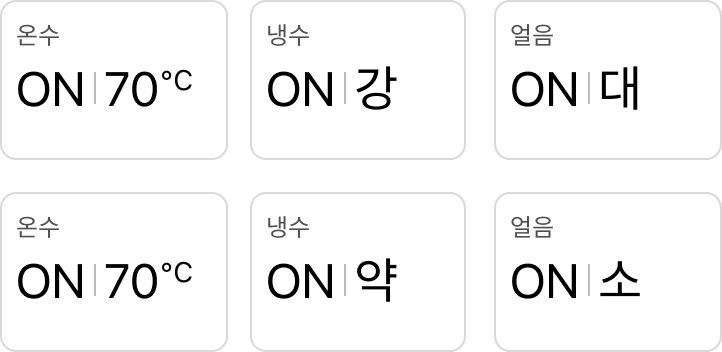 온수 냉수 얼음
ON 70°C ON 강 ON 대
온수 냉수 얼음
ON 70°C ON 약 ON 소